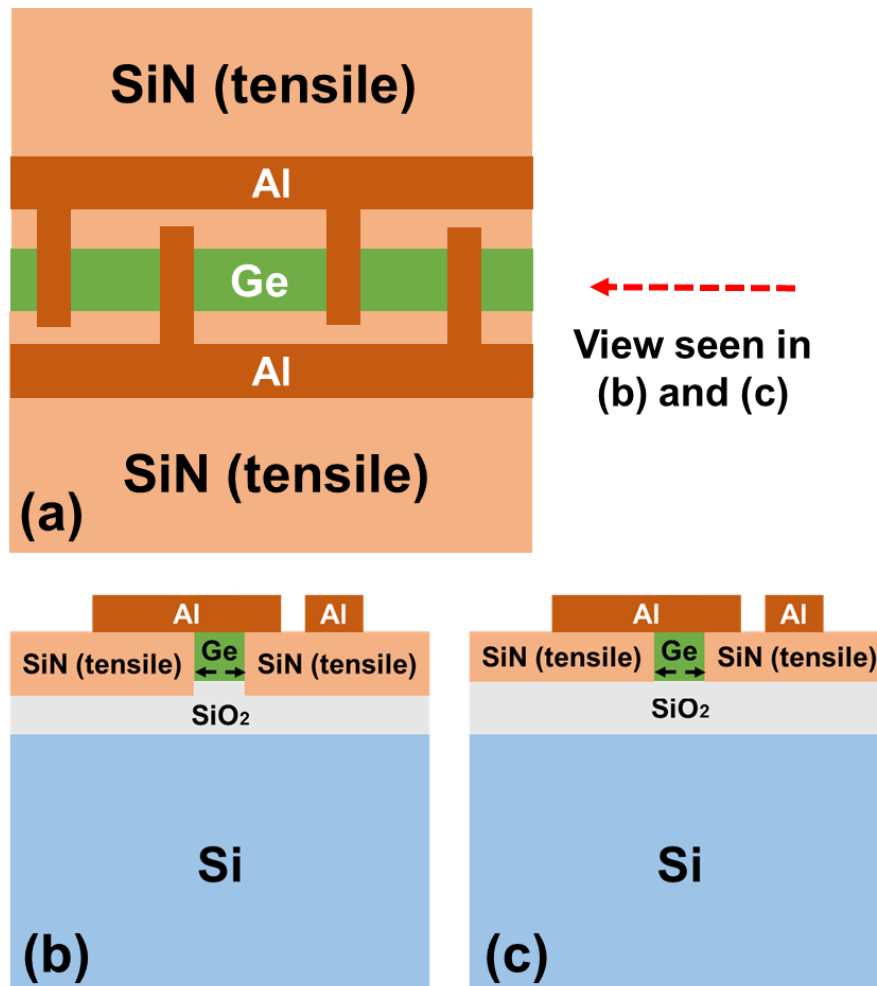 SiN (tensile)
Al
Ge
View seen in
(b) and (c)
Al
SiN (tensile)
(a)
Al
Al
SiN (tensile)
Ge
SiN (tensile)
SiO2
Si
(b)
Al
Al
SiN (tensile)
Ge
SiN (tensile)
SiO2
Si
(c)